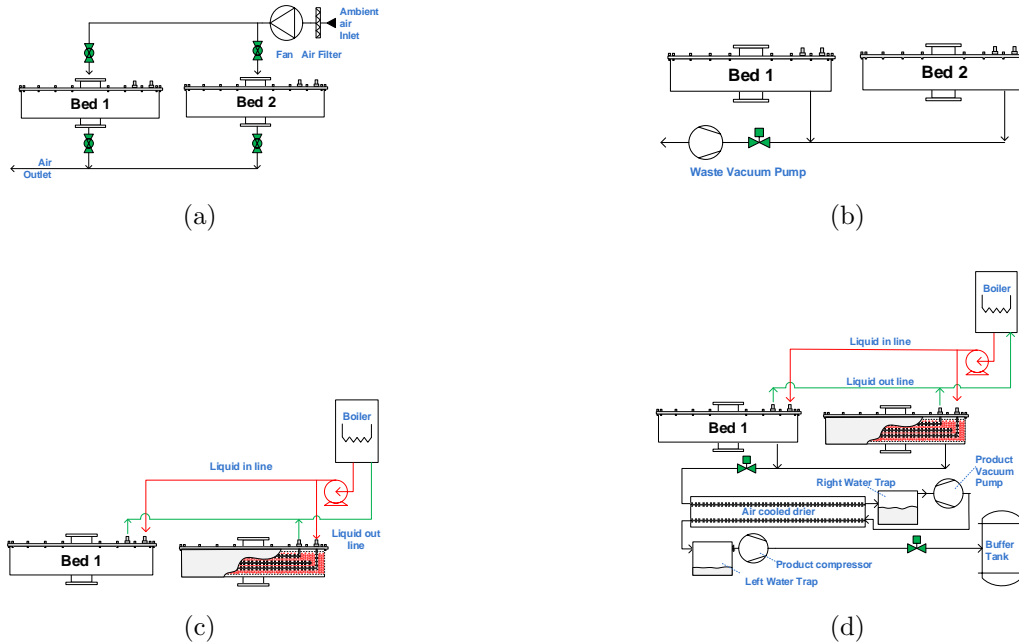 Ambient
air
Inlet
Fan
Air Filter
Bed 1
Bed 2
Air
Outlet
(a)
Bed 1
Bed 2
Waste Vacuum Pump
(b)
Boiler
Liquid in line
Liquid out
line
Bed 1
(c)
Boiler
Liquid in line
Liquid out line
Bed 1
Product
Vacuum
Pump
Right Water Trap
Air cooled drier
Buffer
Tank
Product compressor
Left Water Trap
(d)